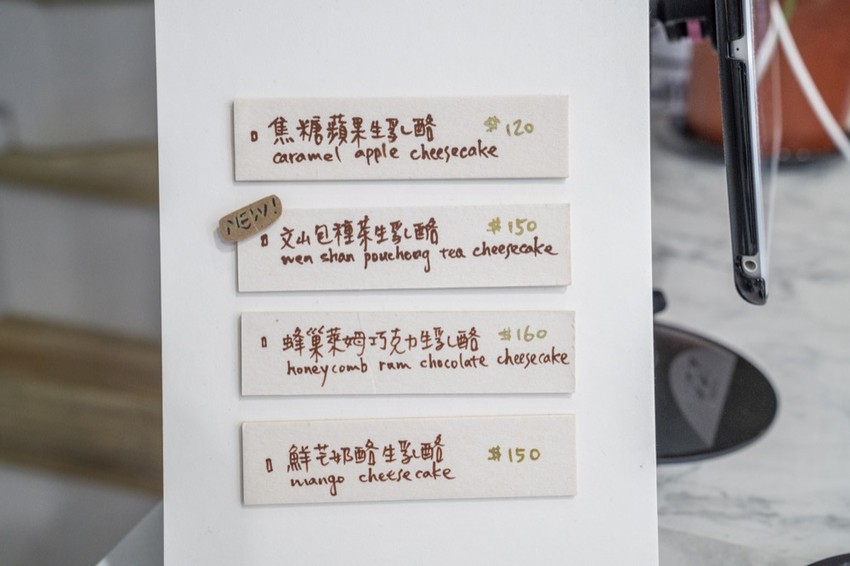 焦糖蘋果生乳酪 $120
caramel apple cheesecake
NEW!
文山包種茶生乳酪 $150
wen shan pouchong tea cheesecake
蜂巢萊姆巧克力生乳酪 $160
honeycomb rum chocolate cheesecake
鮮芒奶酪生乳酪 $150
mango cheesecake